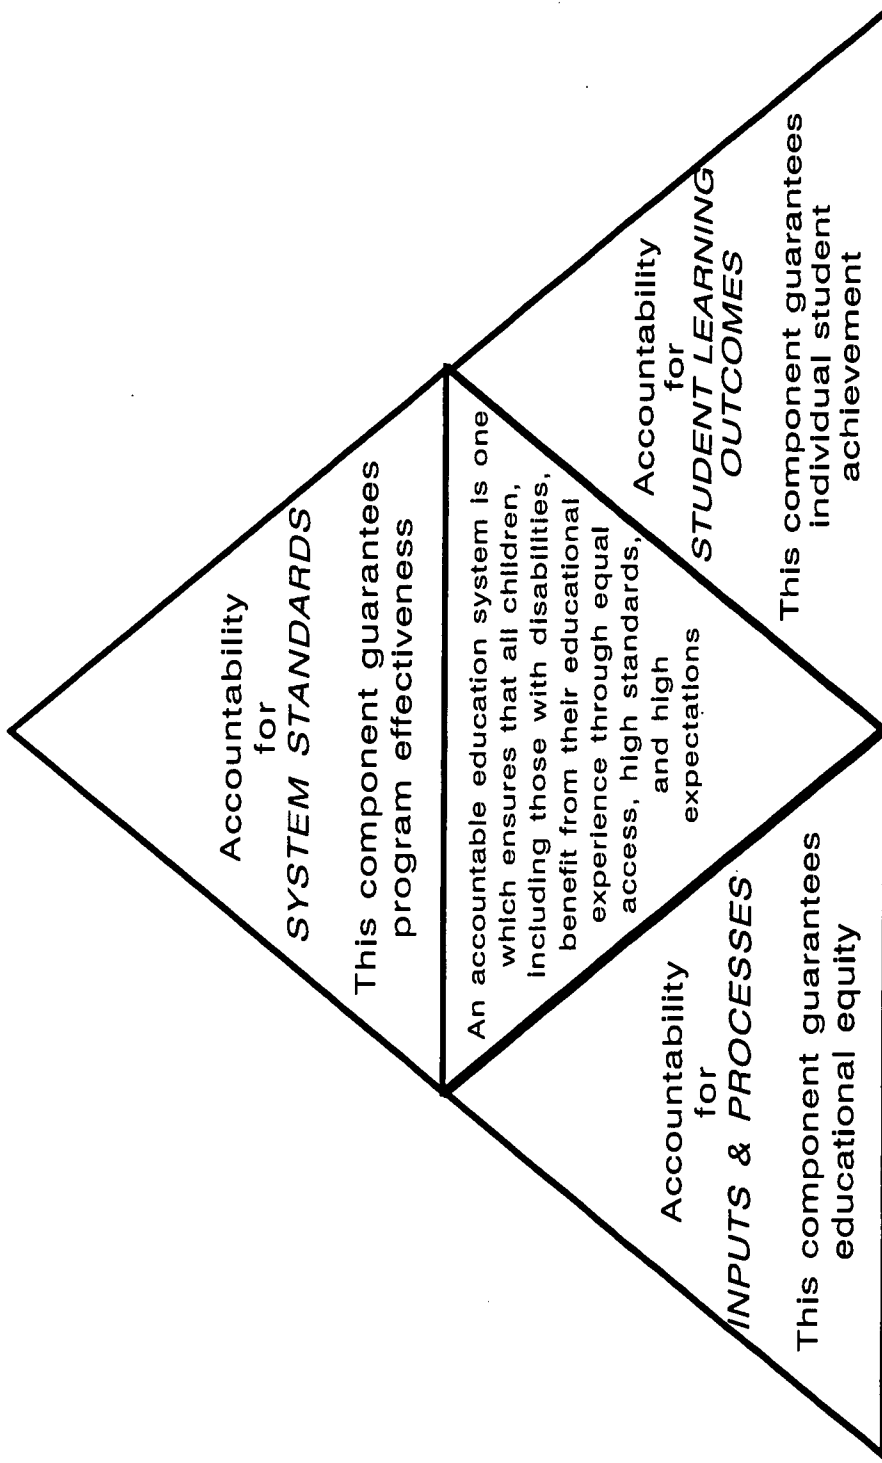 Accountability
for
SYSTEM STANDARDS
This component guarantees
program effectiveness
An accountable education system is one
which ensures that all children,
including those with disabilities,
benefit from their educational
experience through equal
access, high standards,
and high
expectations
Accountability
for
INPUTS & PROCESSES
This component guarantees
educational equity
Accountability
for
STUDENT LEARNING
OUTCOMES
This component guarantees
individual student
achievement